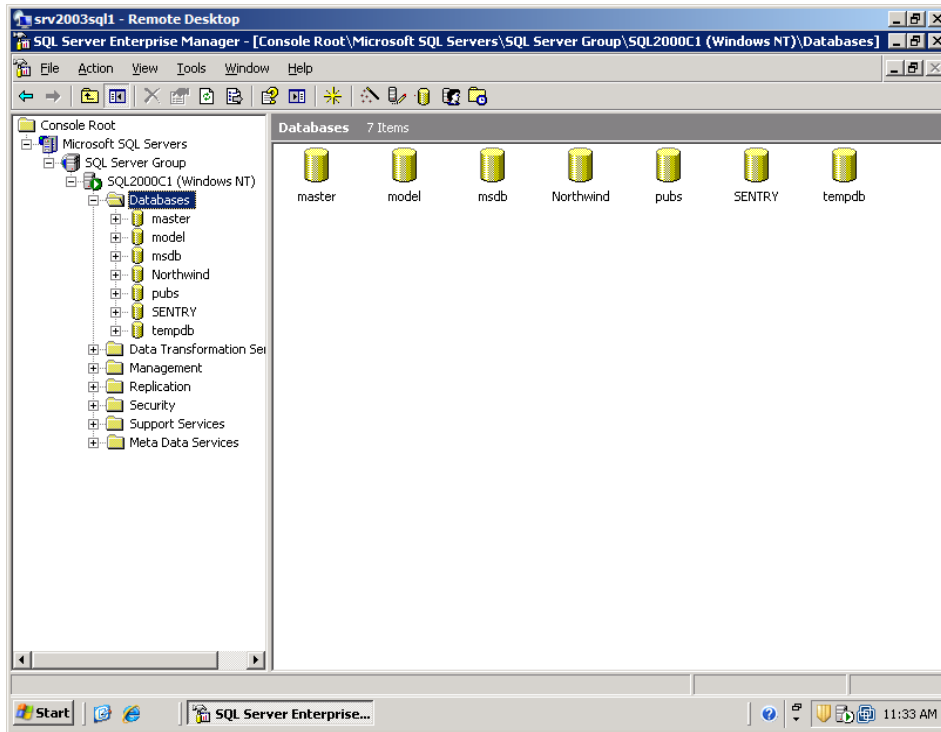 srv2003sql1 - Remote Desktop
SQL Server Enterprise Manager - [Console Root\Microsoft SQL Servers\SQL Server Group\SQL2000C1 (Windows NT)\Databases]
File Action View Tools Window Help
Console Root
Microsoft SQL Servers
SQL Server Group
SQL2000C1 (Windows NT)
Databases
master
model
msdb
Northwind
pubs
SENTRY
tempdb
Data Transformation Ser
Management
Replication
Security
Support Services
Meta Data Services
Databases 7 Items
master model msdb Northwind pubs SENTRY tempdb
Start SQL Server Enterprise... 11:33 AM